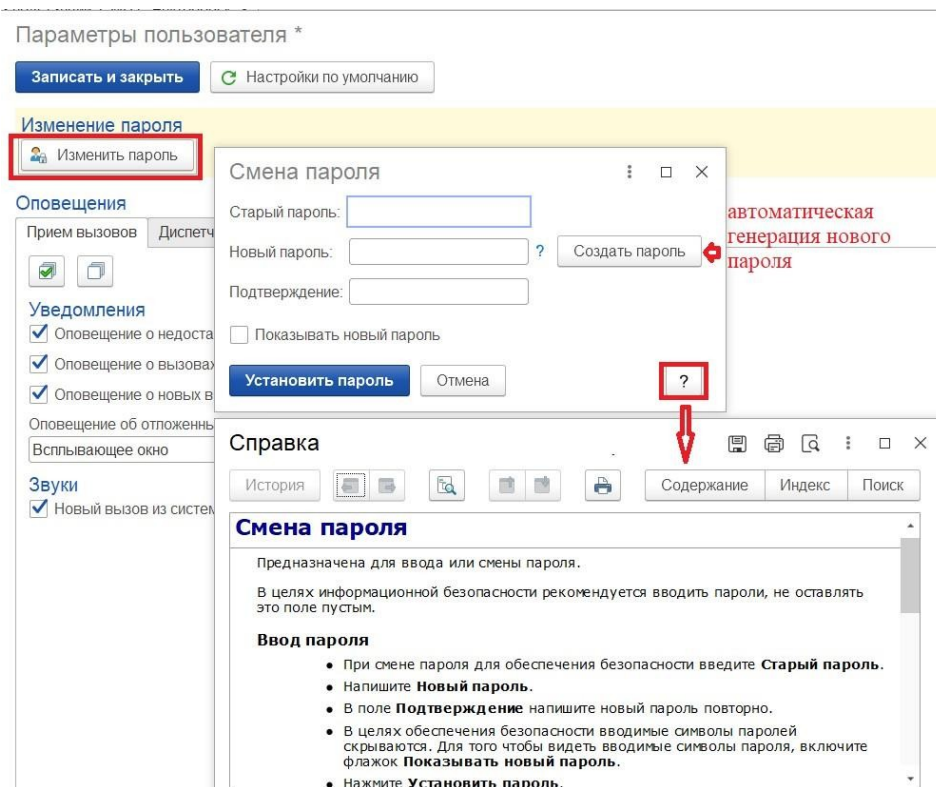 Параметры пользователя *
Записать и закрыть
Настройки по умолчанию
Изменение пароля
Изменить пароль
Оповещения
Прием вызовов
Диспетч
Уведомления
Оповещение о недоста
Оповещение о вызовах
Оповещение о новых в
Оповещение об отложеннь
Всплывающее окно
Звуки
Новый вызов из систем
Смена пароля
Старый пароль:
Новый пароль:
?
Создать пароль
Подтверждение:
Показывать новый пароль
Установить пароль
Отмена
?
автоматическая
генерация нового
пароля
Справка
История
Содержание
Индекс
Поиск
Смена пароля
Предназначена для ввода или смены пароля.
В целях информационной безопасности рекомендуется вводить пароли, не оставлять
это поле пустым.
Ввод пароля
• При смене пароля для обеспечения безопасности введите Старый пароль.
• Напишите Новый пароль.
• В поле Подтверждение напишите новый пароль повторно.
• В целях обеспечения безопасности вводимые символы паролей
скрываются. Для того чтобы видеть вводимые символы пароля, включите
флажок Показывать новый пароль.
• Нажмите Установить пароль.